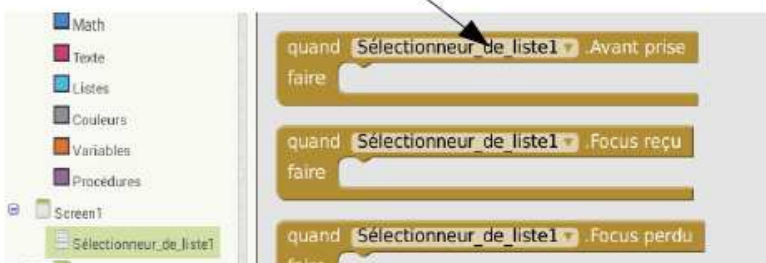 Math
Texte
Listes
Couleurs
Variables
Procédures
Screen1
Sélectionneur_de_liste1
quand Sélectionneur_de_liste1 .Avant prise
faire
quand Sélectionneur_de_liste1 .Focus reçu
faire
quand Sélectionneur_de_liste1 .Focus perdu